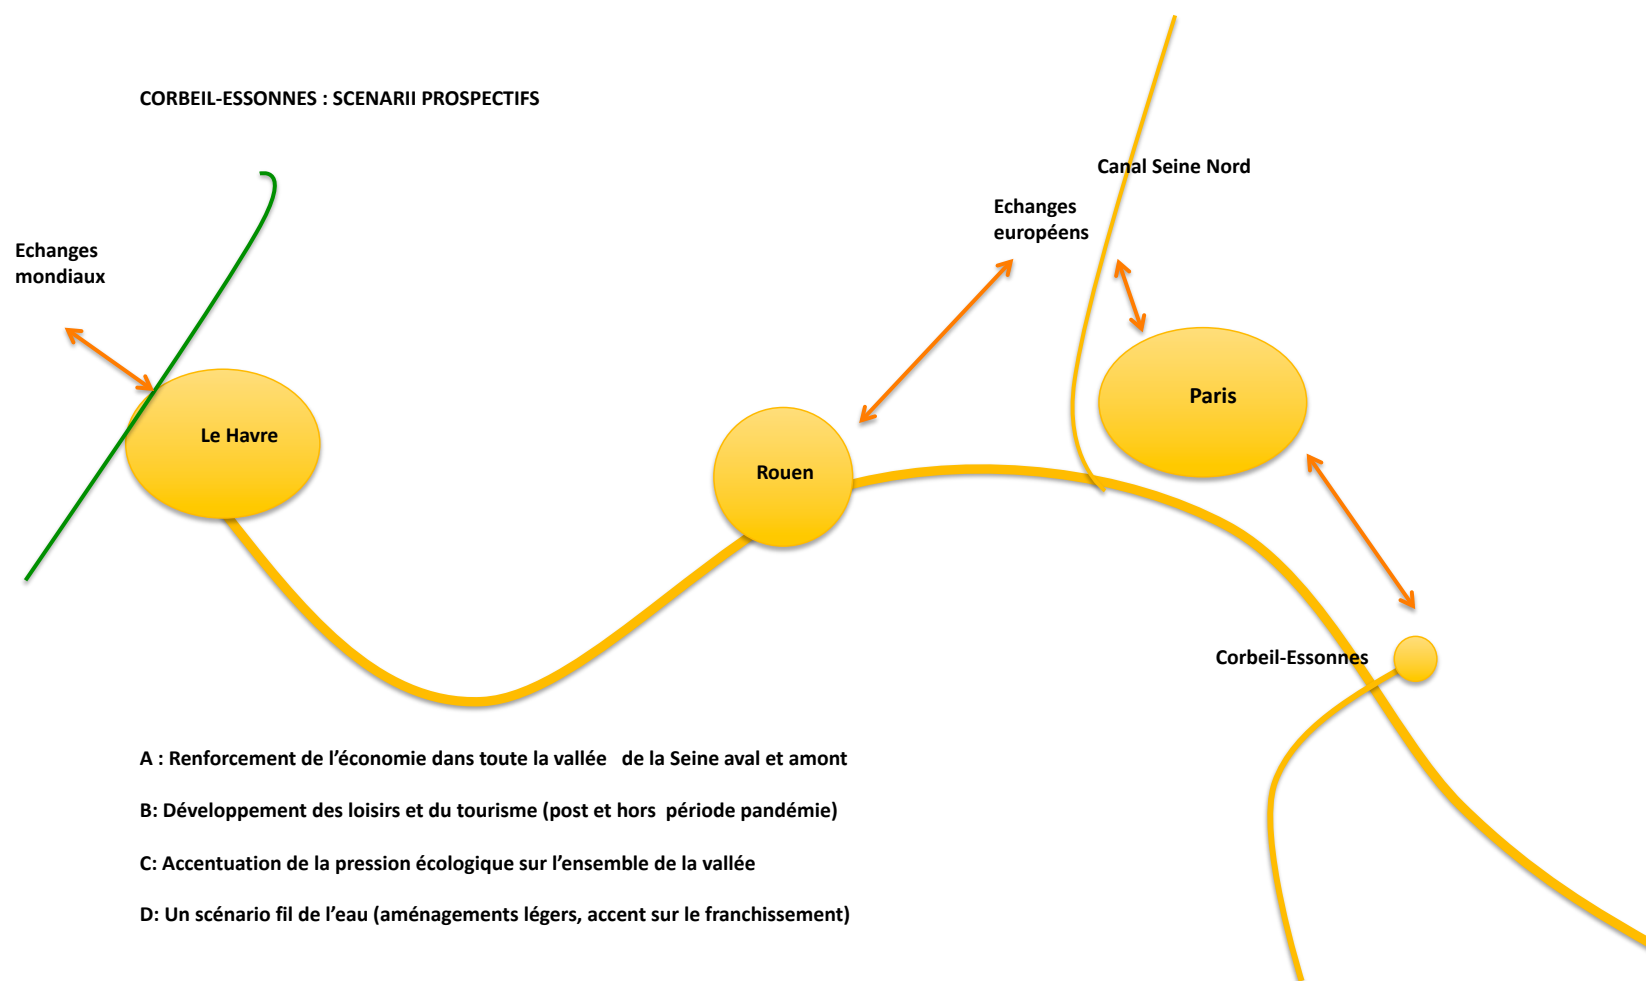 CORBEIL-ESSONNES : SCENARII PROSPECTIFS
Canal Seine Nord
Echanges
européens
Echanges
mondiaux
Paris
Le Havre
Rouen
Corbeil-Essonnes
A : Renforcement de l’économie dans toute la vallée de la Seine aval et amont
B: Développement des loisirs et du tourisme (post et hors période pandémie)
C: Accentuation de la pression écologique sur l’ensemble de la vallée
D: Un scénario fil de l’eau (aménagements légers, accent sur le franchissement)